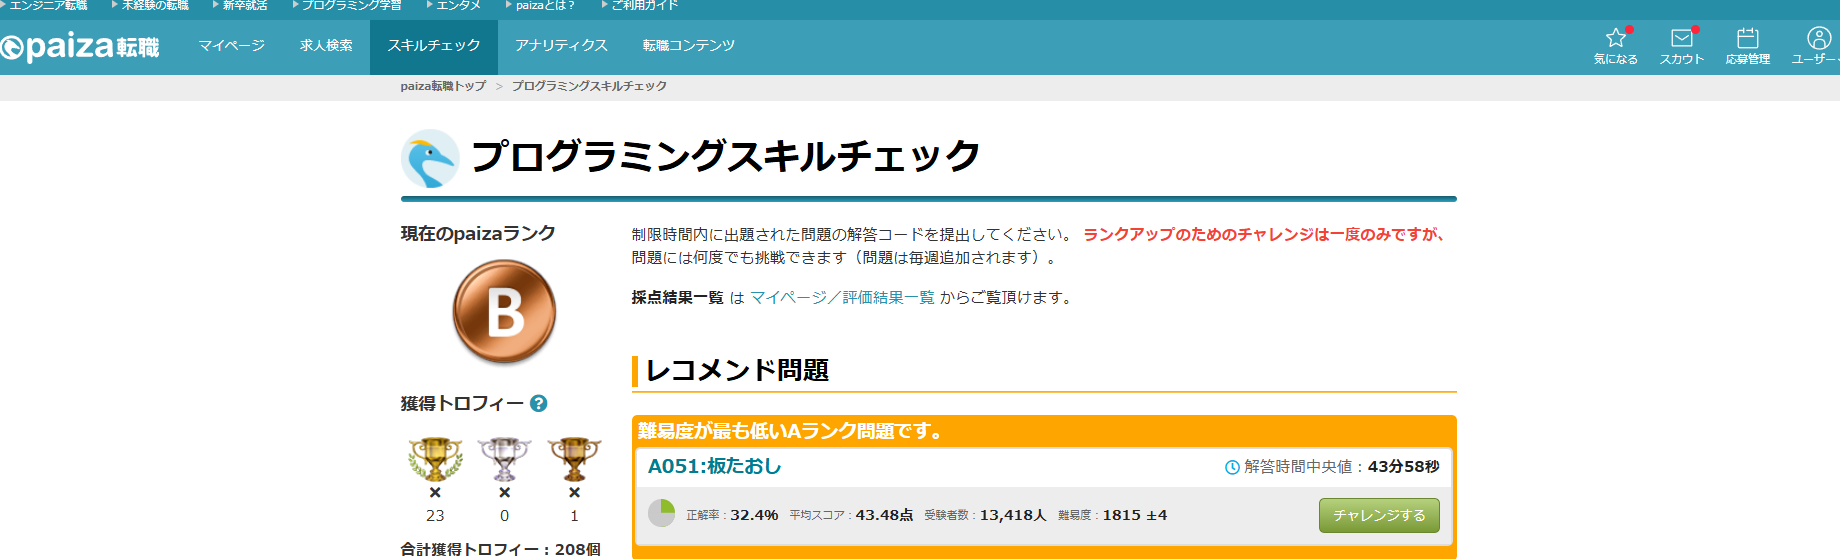 エンジニア転職
未経験の転職
新卒就活
プログラミング学習
エンタメ
paizaとは？
ご利用ガイド
paiza転職
マイページ
求人検索
スキルチェック
アナリティクス
転職コンテンツ
気になる
スカウト
応募管理
ユーザー
paiza転職トップ > プログラミングスキルチェック
プログラミングスキルチェック
現在のpaizaランク
B
獲得トロフィー ?
× × ×
23 0 1
合計獲得トロフィー：208個
制限時間内に出題された問題の解答コードを提出してください。 ランクアップのためのチャレンジは一度のみですが、
問題には何度でも挑戦できます（問題は毎週追加されます）。
採点結果一覧 は マイページ／評価結果一覧 からご覧頂けます。
レコメンド問題
難易度が最も低いAランク問題です。
A051:板たおし
解答時間中央値：43分58秒
正解率：32.4% 平均スコア：43.48点 受験者数：13,418人 難易度：1815 ±4
チャレンジする